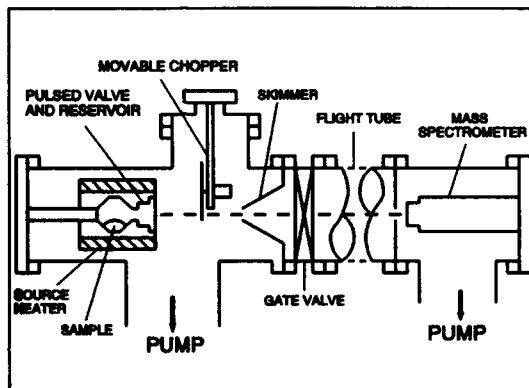 MOVABLE CHOPPER
PULSED VALVE
AND RESERVOIR
SKIMMER
FLIGHT TUBE
MASS
SPECTROMETER
SOURCE
HEATER
SAMPLE
GATE VALVE
PUMP
PUMP